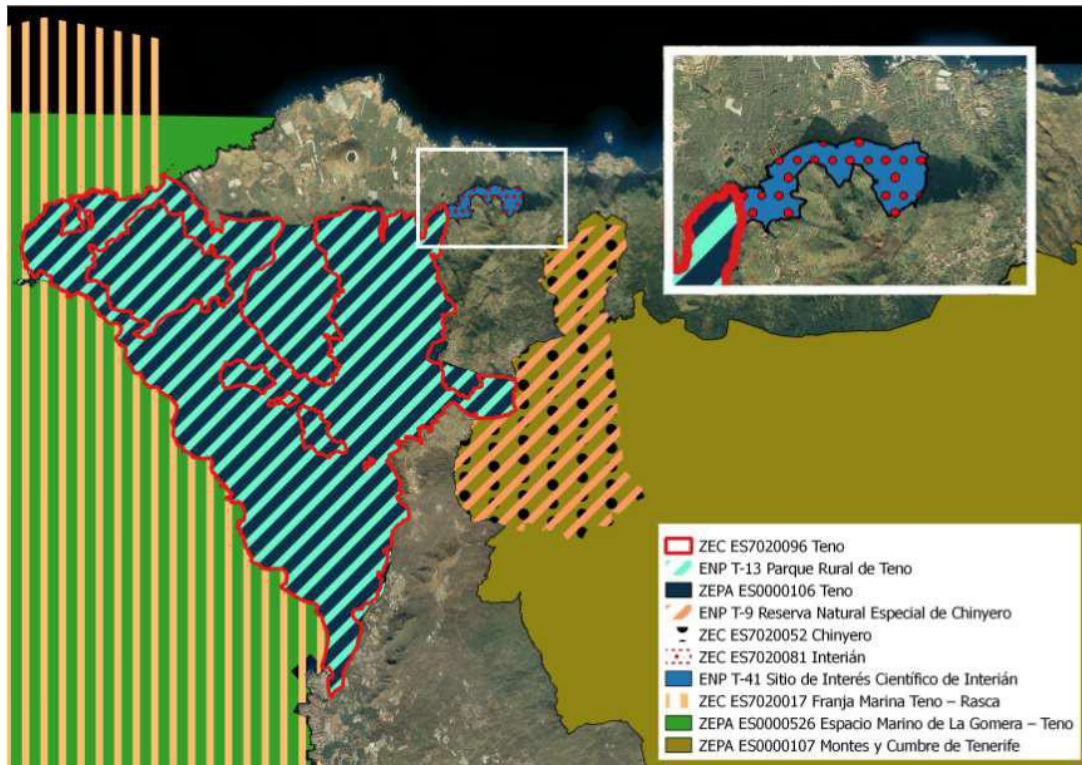 ZEC ES7020096 Teno
ENP T-13 Parque Rural de Teno
ZEPA ES0000106 Teno
ENP T-9 Reserva Natural Especial de Chinyero
ZEC ES7020052 Chinyero
ZEC ES7020081 Interián
ENP T-41 Sitio de Interés Científico de Interián
ZEC ES7020017 Franja Marina Teno – Rasca
ZEPA ES0000526 Espacio Marino de La Gomera – Teno
ZEPA ES0000107 Montes y Cumbre de Tenerife